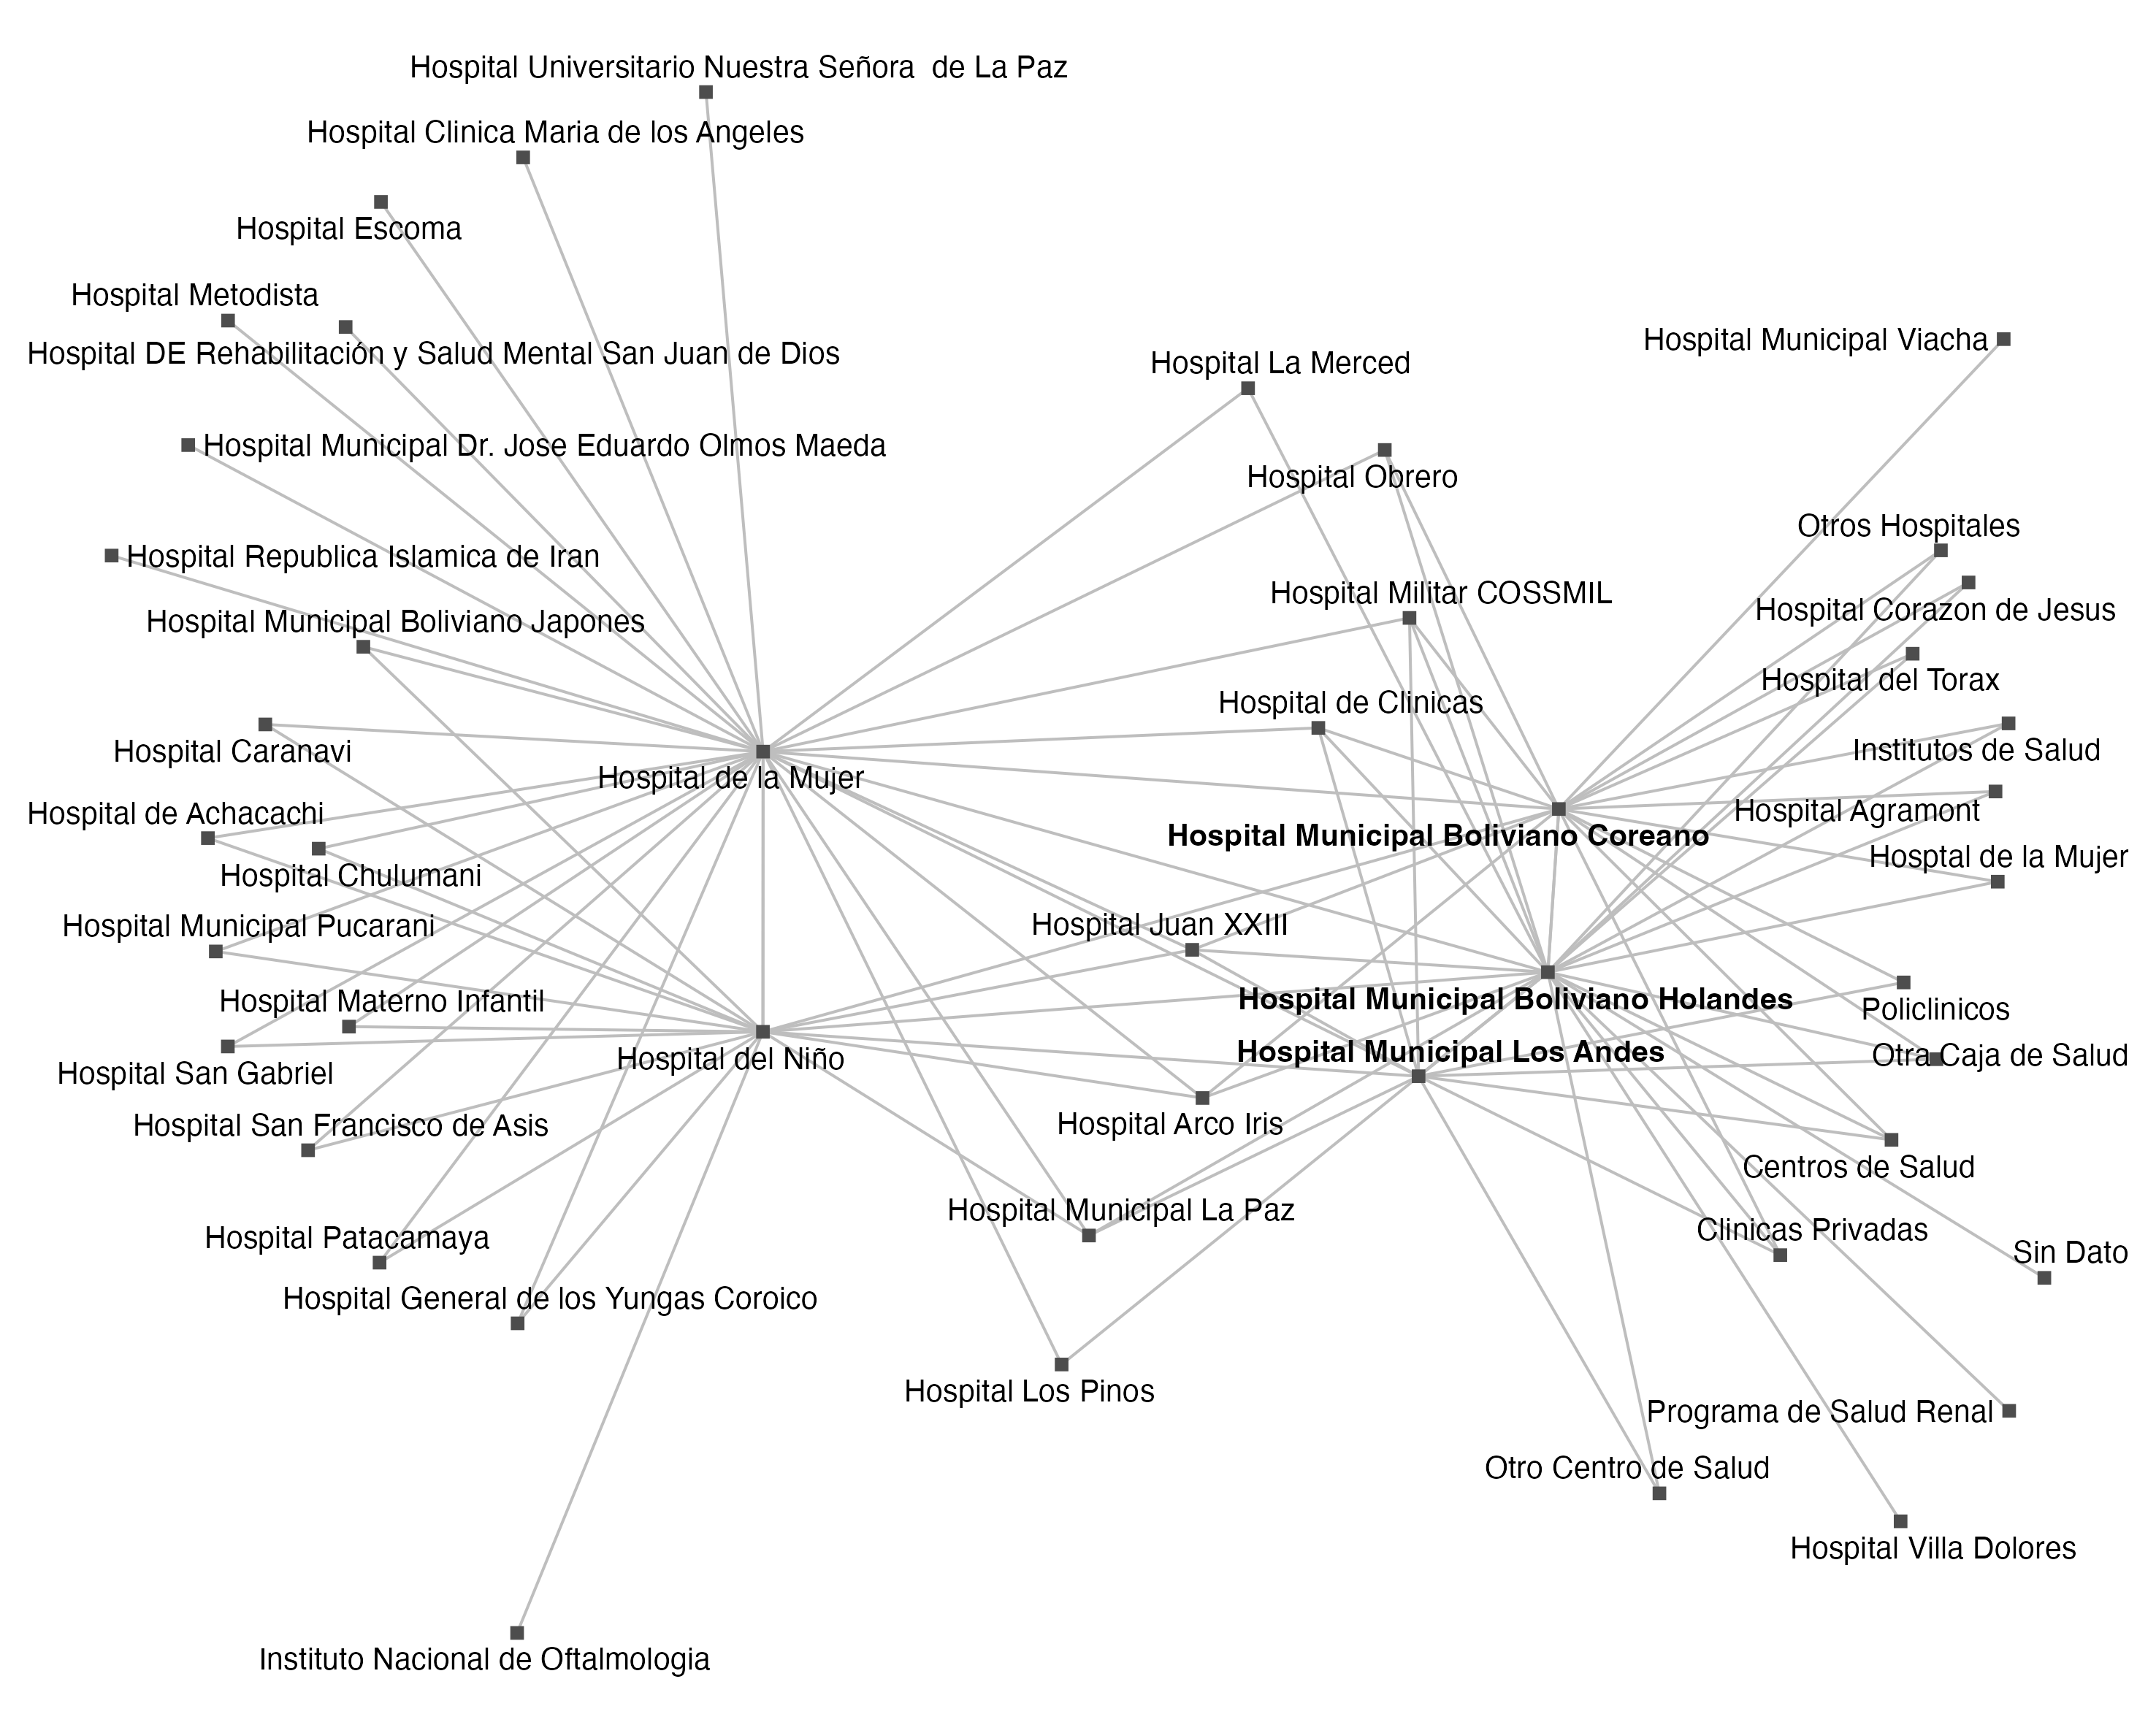 Hospital Universitario Nuestra Señora  de La Paz
Hospital Clinica Maria de los Angeles
Hospital Escoma
Hospital Metodista
Hospital DE Rehabilitación y Salud Mental San Juan de Dios
Hospital Municipal Viacha
Hospital La Merced
Hospital Municipal Dr. Jose Eduardo Olmos Maeda
Hospital Obrero
Otros Hospitales
Hospital Republica Islamica de Iran
Hospital Militar COSSMIL
Hospital Corazon de Jesus
Hospital Municipal Boliviano Japones
Hospital del Torax
Hospital de Clinicas
Hospital Caranavi
Institutos de Salud
Hospital de la Mujer
Hospital de Achacachi
Hospital Agramont
Hospital Municipal Boliviano Coreano
Hosptal de la Mujer
Hospital Chulumani
Hospital Municipal Pucarani
Hospital Juan XXIII
Hospital Materno Infantil
Hospital Municipal Boliviano Holandes
Policlinicos
Hospital Municipal Los Andes
Otra Caja de Salud
Hospital del Niño
Hospital San Gabriel
Hospital San Francisco de Asis
Hospital Arco Iris
Centros de Salud
Hospital Municipal La Paz
Clinicas Privadas
Hospital Patacamaya
Sin Dato
Hospital General de los Yungas Coroico
Hospital Los Pinos
Programa de Salud Renal
Otro Centro de Salud
Hospital Villa Dolores
Instituto Nacional de Oftalmologia